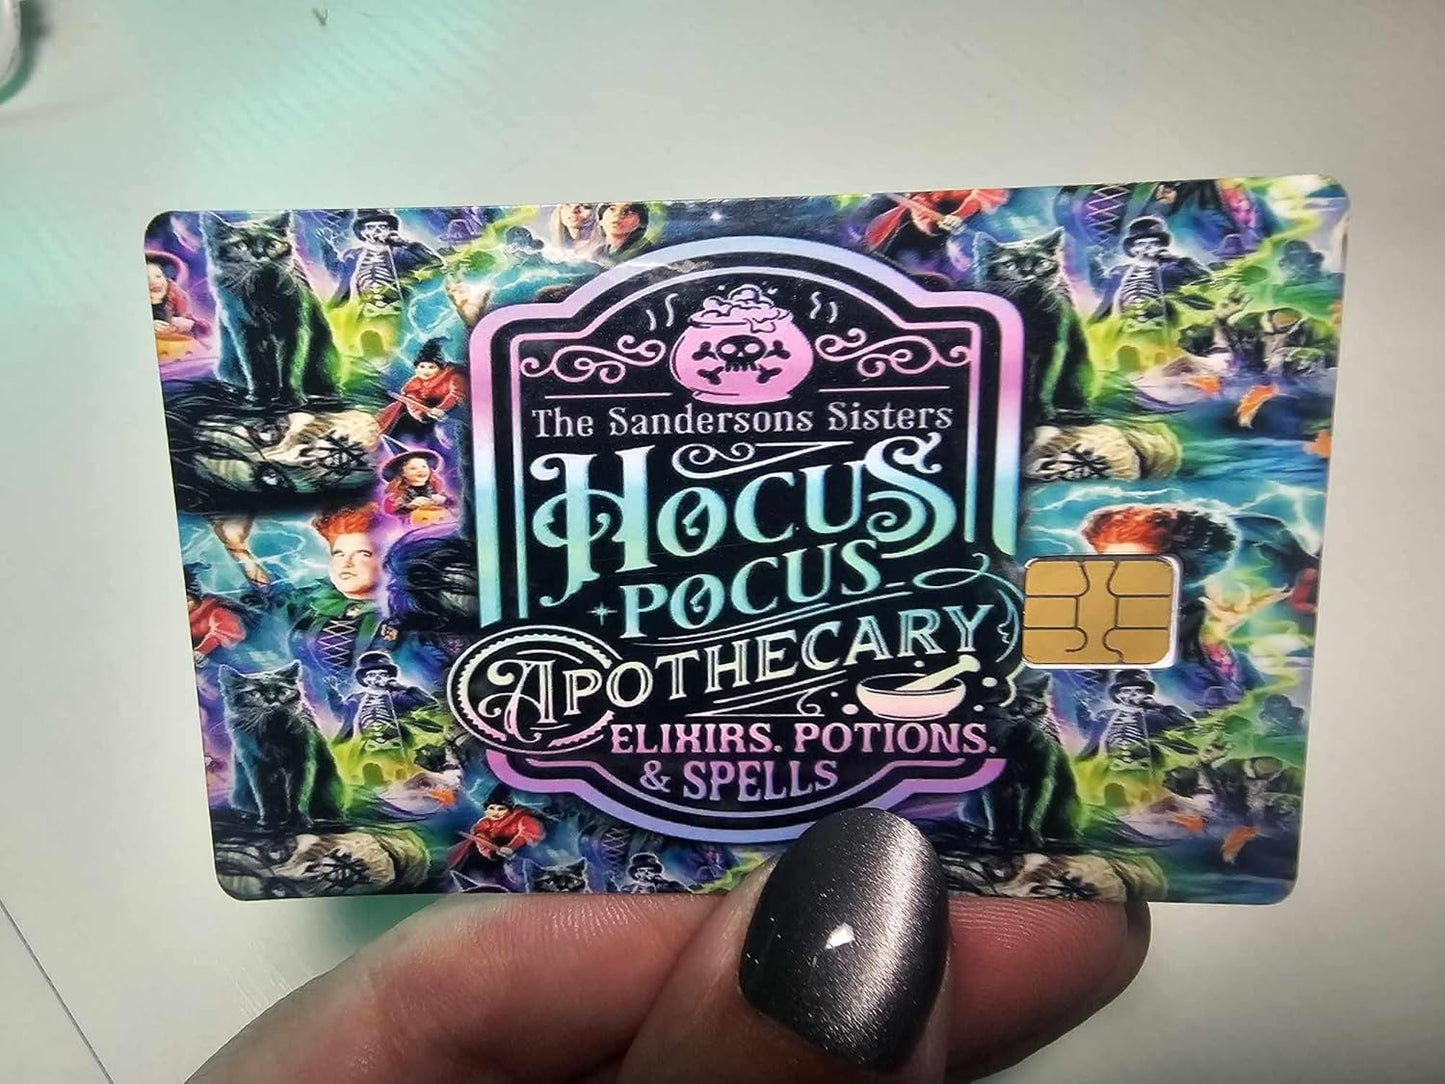 The Sandersons Sisters
HOCUS
POCUS
APOTHECARY
ELIXIRS. POTIONS.
& SPELLS